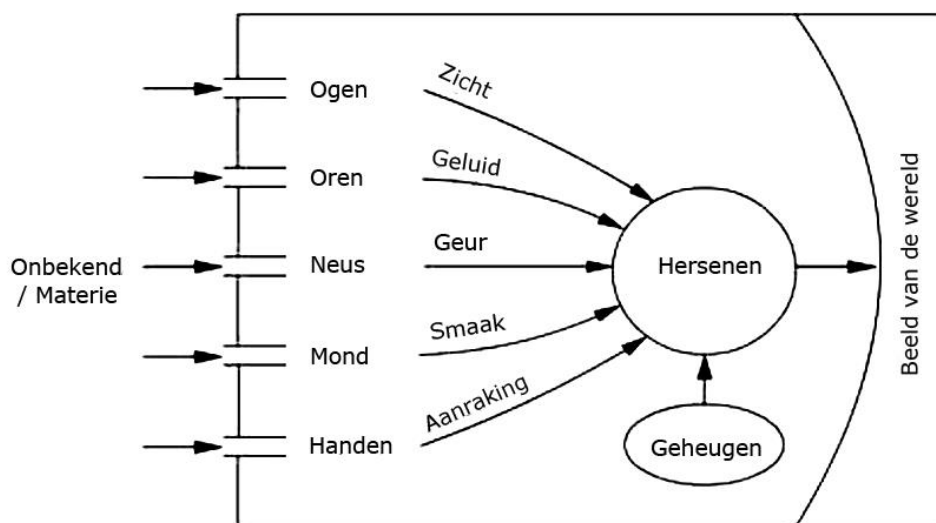 Onbekend
/ Materie
Ogen
Oren
Neus
Mond
Handen
Zicht
Geluid
Geur
Smaak
Aanraking
Hersenen
Geheugen
Beeld van de wereld